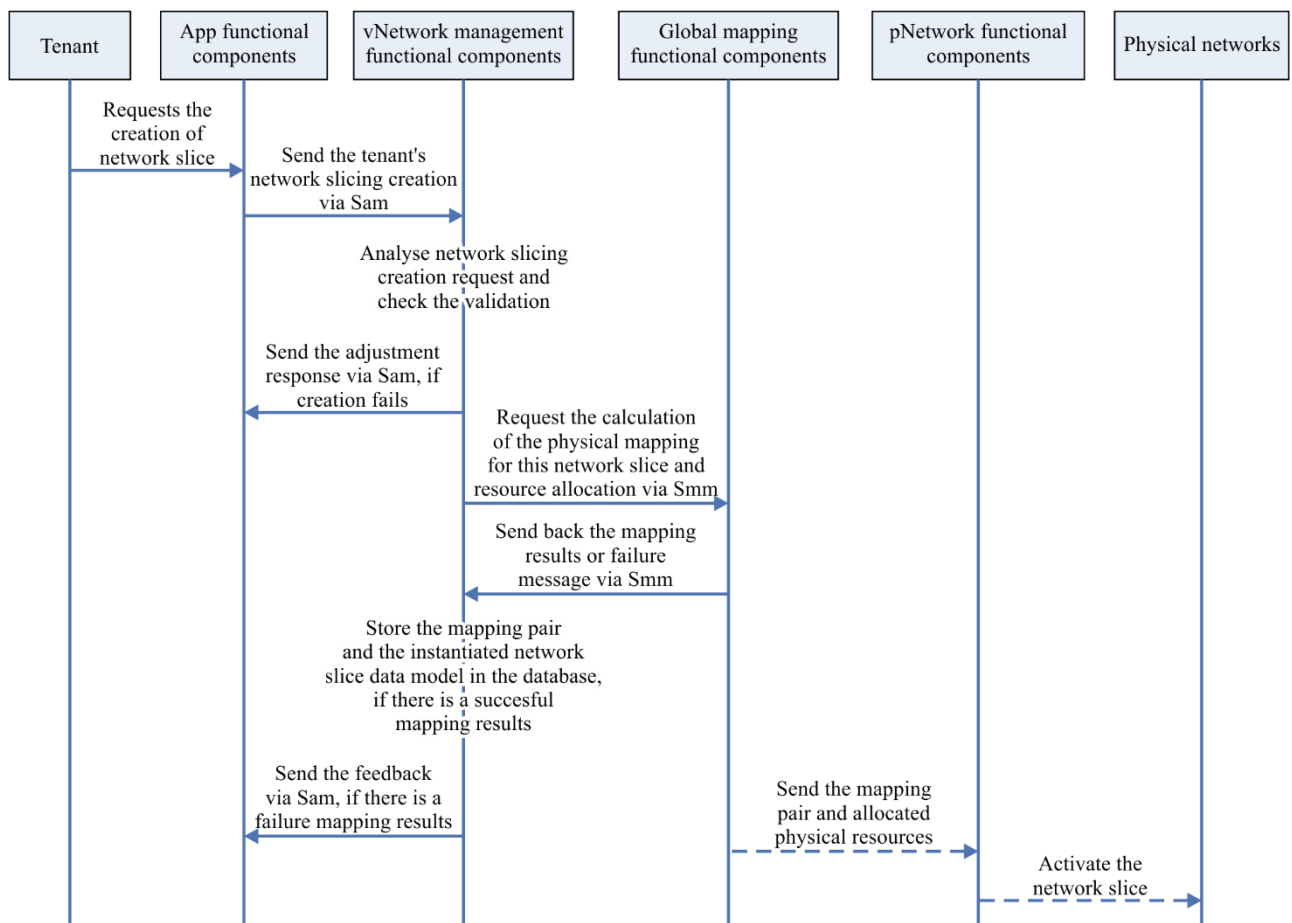 Tenant
App functional
components
vNetwork management
functional components
Global mapping
functional components
pNetwork functional
components
Physical networks
Requests the
creation of
network slice
Send the tenant's
network slicing creation
via Sam
Analyse network slicing
creation request and
check the validation
Send the adjustment
response via Sam, if
creation fails
Request the calculation
of the physical mapping
for this network slice and
resource allocation via Smm
Send back the mapping
results or failure
message via Smm
Store the mapping pair
and the instantiated network
slice data model in the database,
if there is a succesful
mapping results
Send the feedback
via Sam, if there is a
failure mapping results
Send the mapping
pair and allocated
physical resources
Activate the
network slice